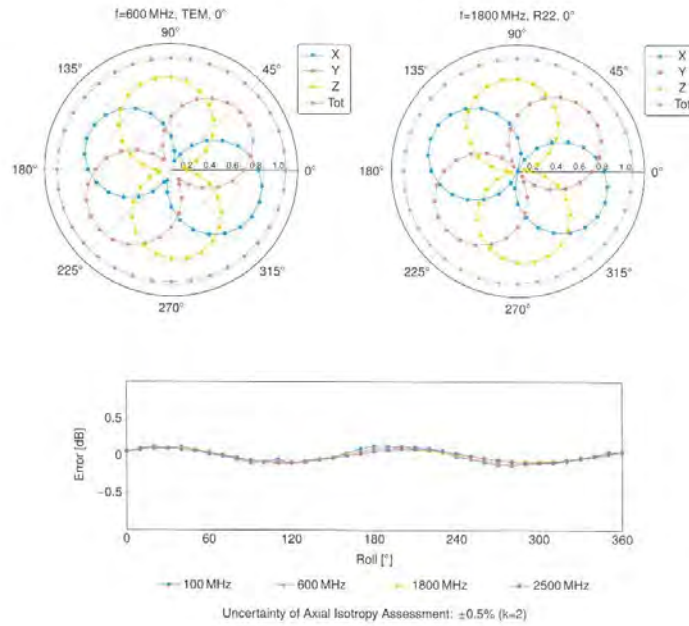 f=600 MHz, TEM, 0°
90°
135°
45°
180°
0.2 0.4 0.6 0.8 1.0
0°
225°
315°
270°
X
Y
Z
Tot
f=1800 MHz, R22, 0°
90°
135°
45°
180°
0.2 0.4 0.6 0.8 1.0
0°
225°
315°
270°
X
Y
Z
Tot
Error [dB]
0.5
0
−0.5
0 60 120 180 240 300 360
Roll [°]
100 MHz 600 MHz 1800 MHz 2500 MHz
Uncertainty of Axial Isotropy Assessment: ±0.5% (k=2)